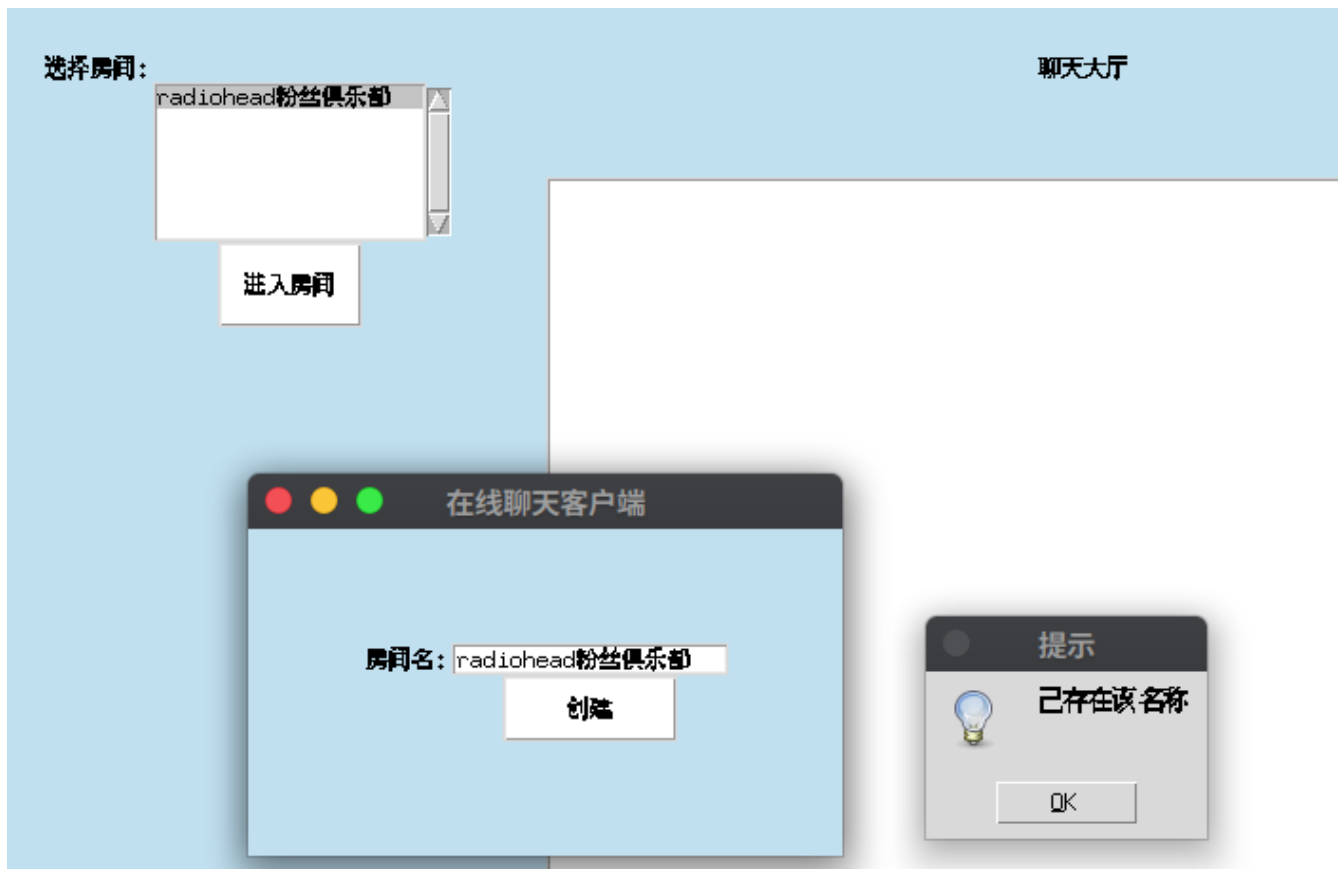 选择房间:
聊天大厅
radiohead粉丝俱乐部
进入房间
在线聊天客户端
房间名: radiohead粉丝俱乐部
创建
提示
已存在该名称
OK